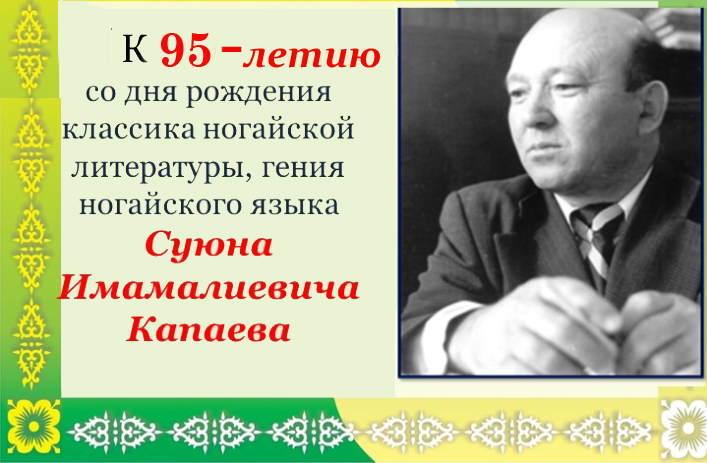 К 95-летию
со дня рождения
классика ногайской
литературы, гения
ногайского языка
Суюна
Имамалиевича
Капаева